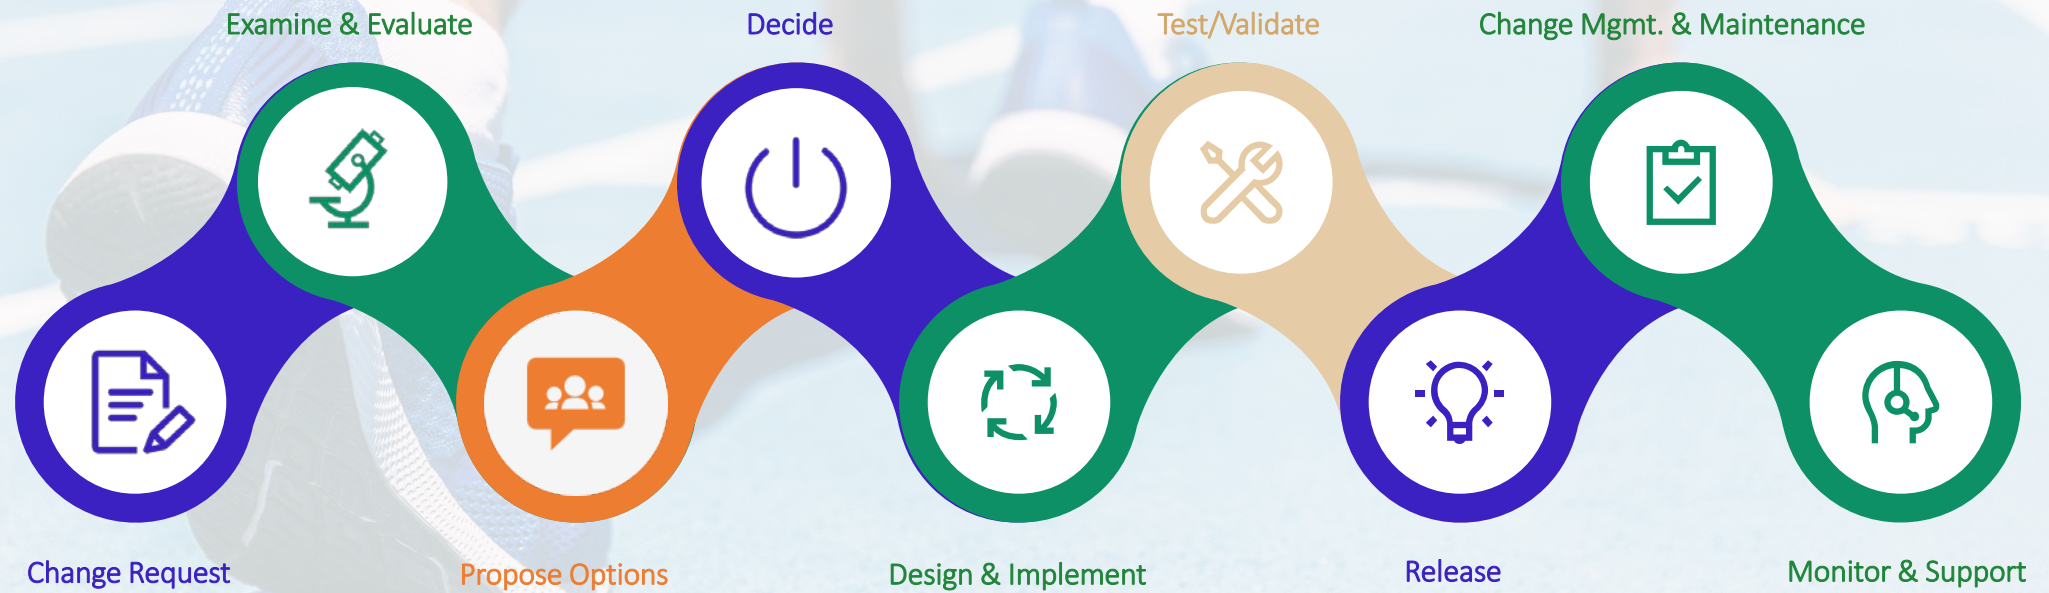 Examine & Evaluate
Decide
Test/Validate
Change Mgmt. & Maintenance
Change Request
Propose Options
Design & Implement
Release
Monitor & Support